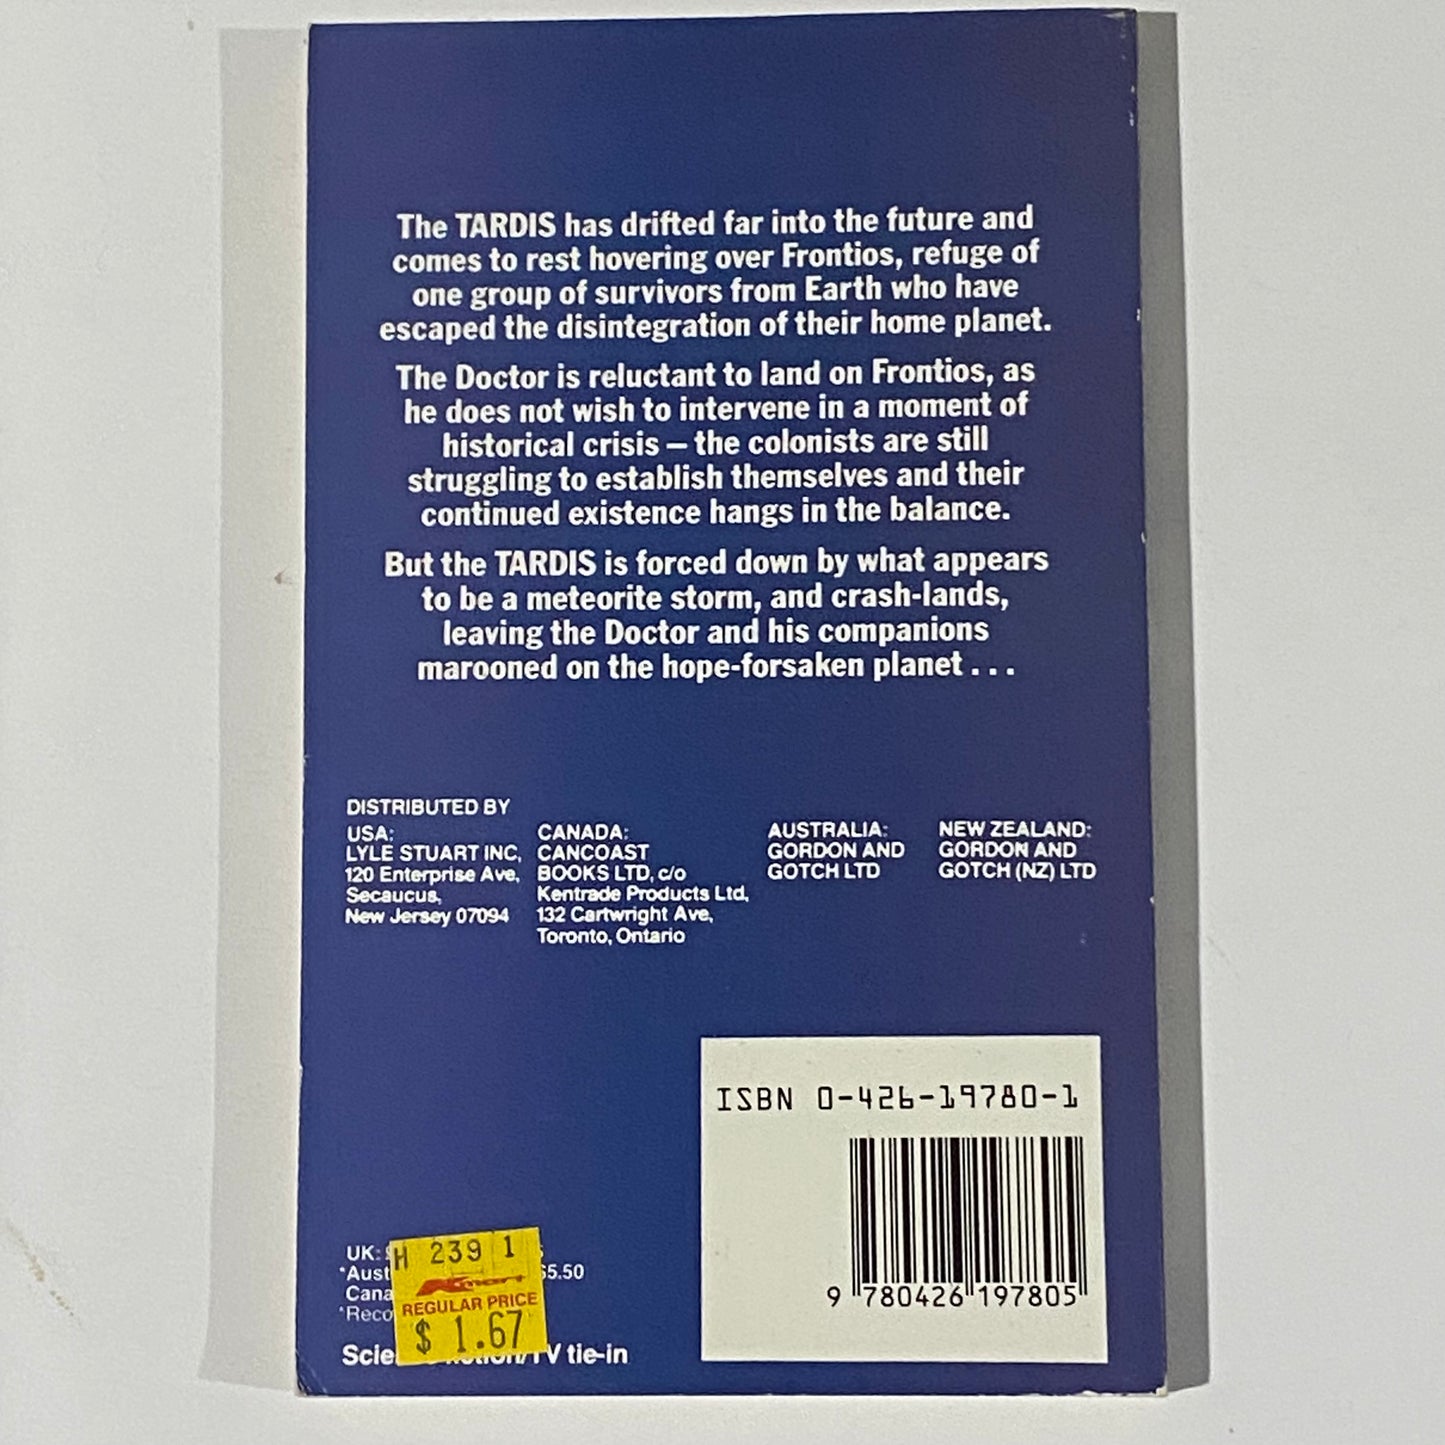 The TARDIS has drifted far into the future and
comes to rest hovering over Frontios, refuge of
one group of survivors from Earth who have
escaped the disintegration of their home planet.
The Doctor is reluctant to land on Frontios, as
he does not wish to intervene in a moment of
historical crisis – the colonists are still
struggling to establish themselves and their
continued existence hangs in the balance.
But the TARDIS is forced down by what appears
to be a meteorite storm, and crash-lands,
leaving the Doctor and his companions
marooned on the hope-forsaken planet . . .
DISTRIBUTED BY
USA:
LYLE STUART INC,
120 Enterprise Ave,
Secaucus,
New Jersey 07094
CANADA:
CANCOAST
BOOKS LTD, c/o
Kentrade Products Ltd,
132 Cartwright Ave,
Toronto, Ontario
AUSTRALIA:
GORDON AND
GOTCH LTD
NEW ZEALAND:
GORDON AND
GOTCH (NZ) LTD
ISBN 0-426-19780-1
9 780426 197805
UK:
*Aust 5.50
Cana
*Reco
H 239 1
Kmart
REGULAR PRICE
$ 1.67
TV tie-in